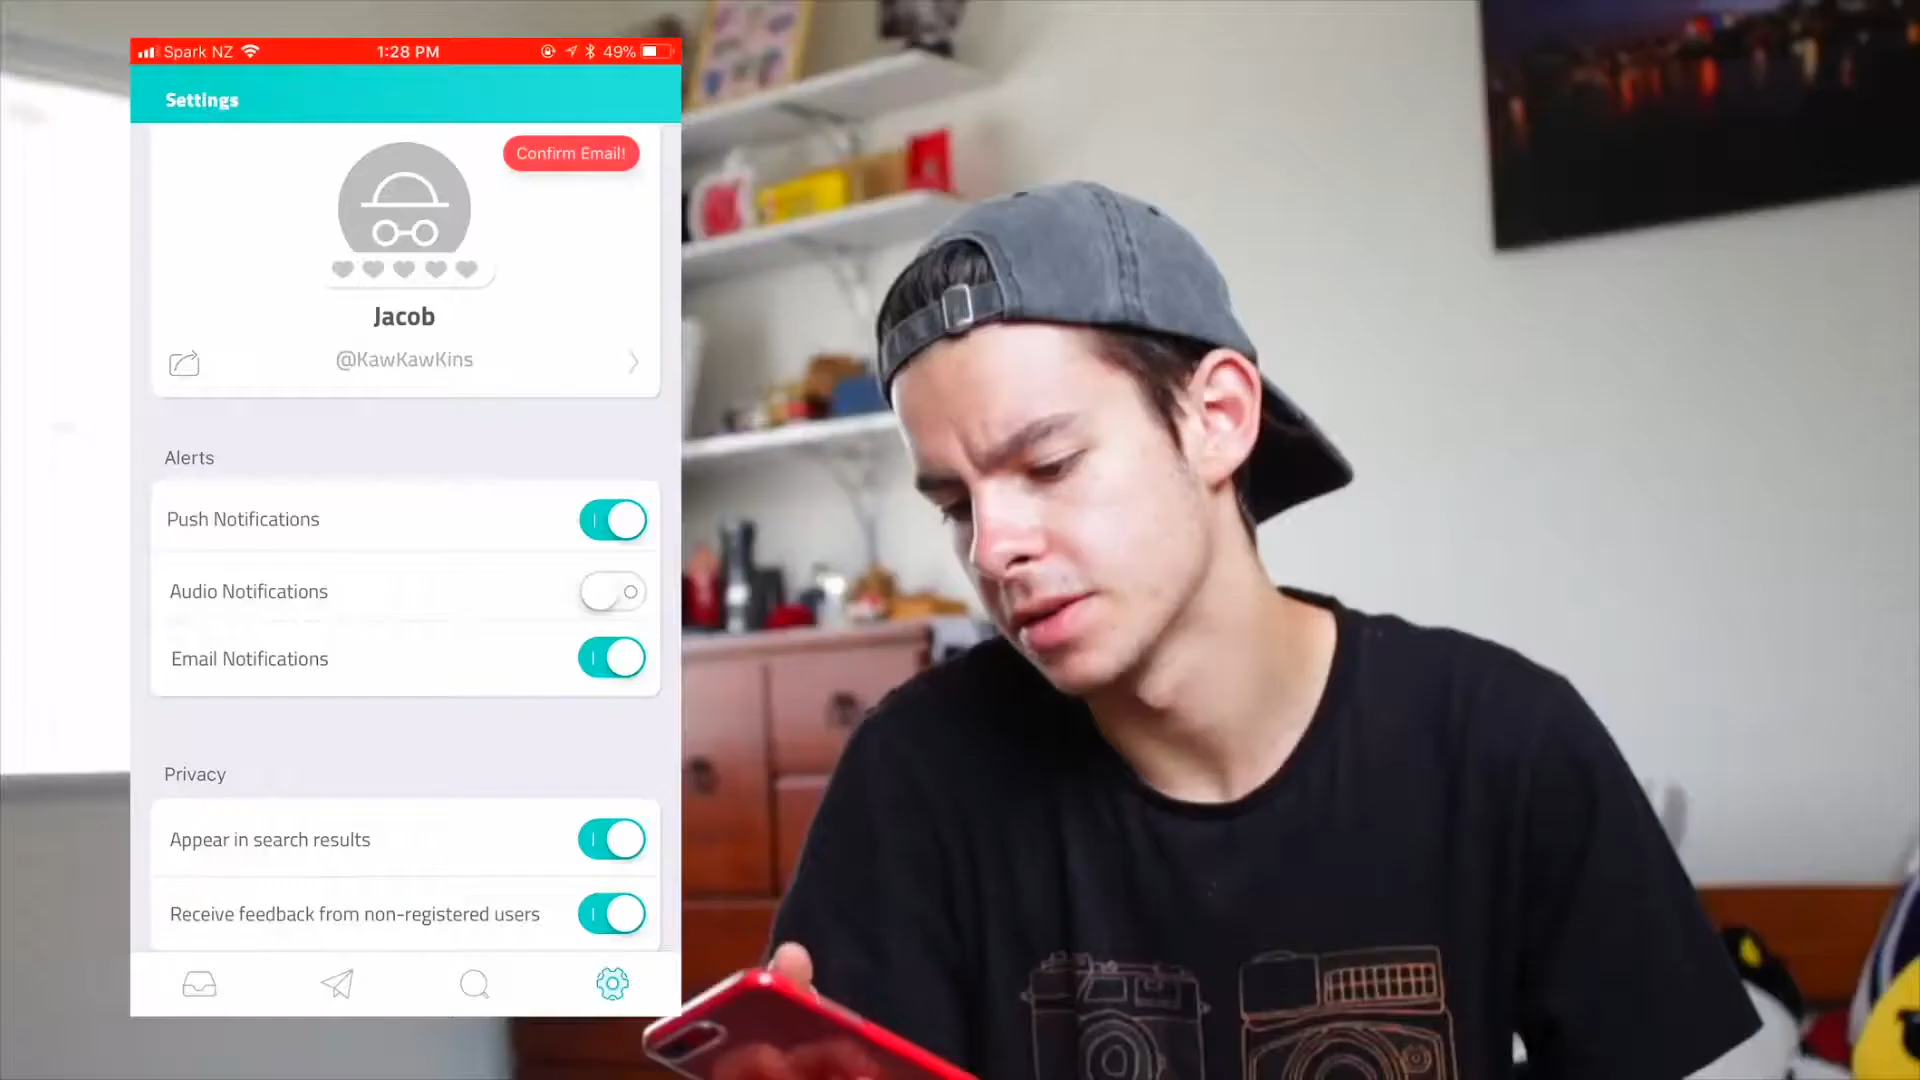 Spark NZ 1:28 PM 49%
Settings
Confirm Email!
Jacob
@KawKawKins
Alerts
Push Notifications
Audio Notifications
Email Notifications
Privacy
Appear in search results
Receive feedback from non-registered users